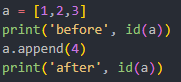 a = [1,2,3]
print('before', id(a))
a.append(4)
print('after', id(a))